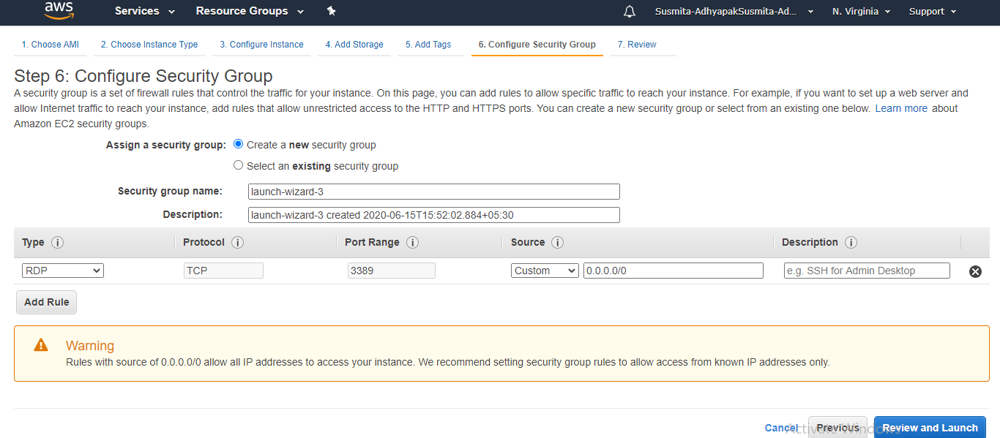 aws Services Resource Groups Susmita-AdhyapakSusmita-Ad... N. Virginia Support
1. Choose AMI 2. Choose Instance Type 3. Configure Instance 4. Add Storage 5. Add Tags 6. Configure Security Group 7. Review
Step 6: Configure Security Group
A security group is a set of firewall rules that control the traffic for your instance. On this page, you can add rules to allow specific traffic to reach your instance. For example, if you want to set up a web server and
allow Internet traffic to reach your instance, add rules that allow unrestricted access to the HTTP and HTTPS ports. You can create a new security group or select from an existing one below. Learn more about
Amazon EC2 security groups.
Assign a security group: Create a new security group
Select an existing security group
Security group name: launch-wizard-3
Description: launch-wizard-3 created 2020-06-15T15:52:02.884+05:30
Type i Protocol i Port Range i Source i Description i
RDP TCP 3389 Custom 0.0.0.0/0 e.g. SSH for Admin Desktop
Add Rule
Warning
Rules with source of 0.0.0.0/0 allow all IP addresses to access your instance. We recommend setting security group rules to allow access from known IP addresses only.
Cancel Previous Review and Launch
Activate Windows